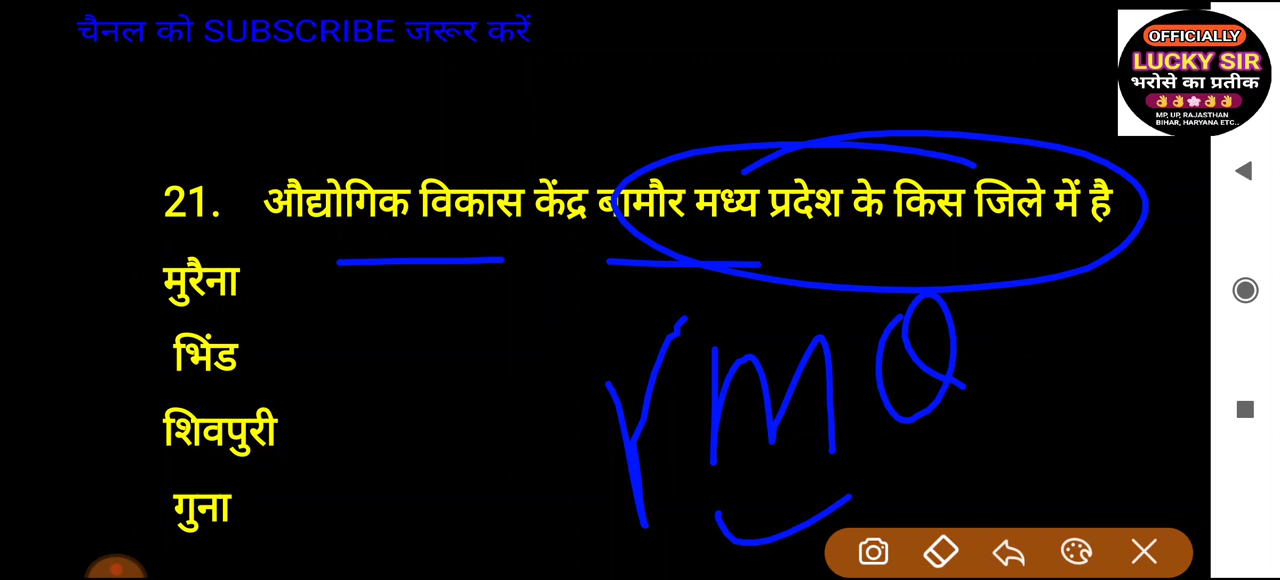 चैनल को SUBSCRIBE जरूर करें
OFFICIALLY
LUCKY SIR
भरोसे का प्रतीक
MP, UP, RAJASTHAN
BIHAR, HARYANA ETC..
21. औद्योगिक विकास केंद्र बामौर मध्य प्रदेश के किस जिले में है
मुरैना
भिंड
शिवपुरी
गुना